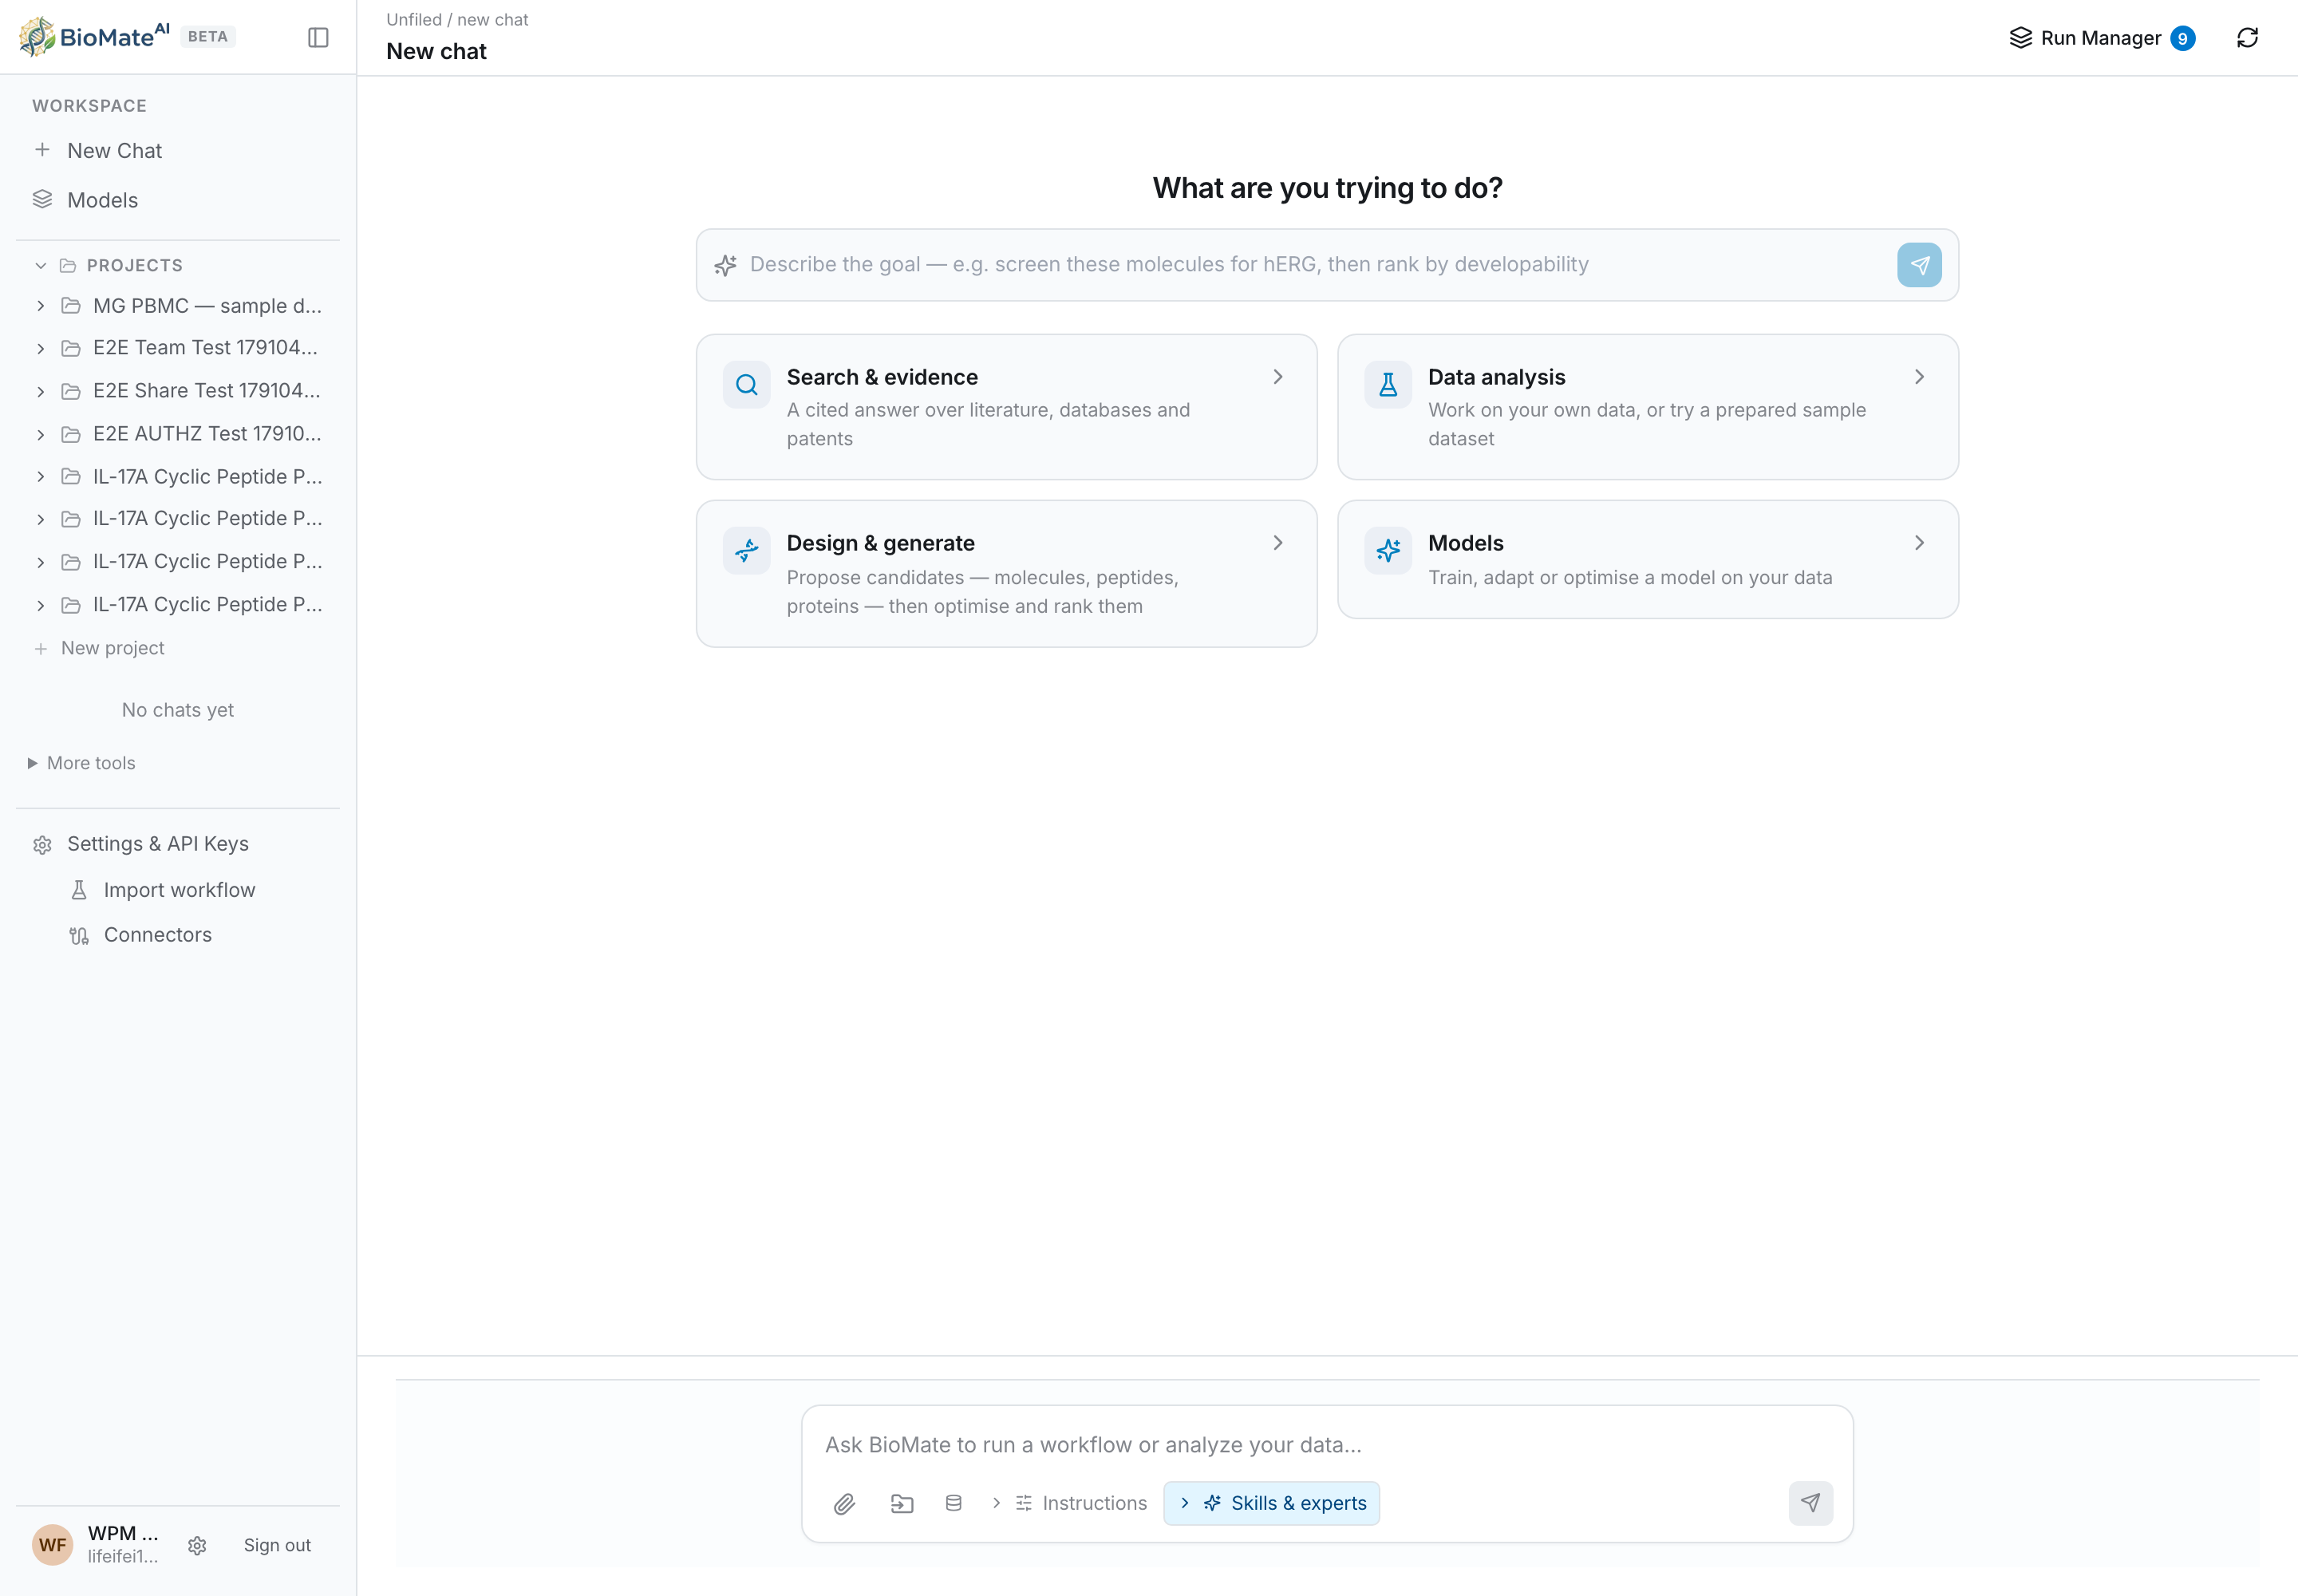 BioMate AI BETA
WORKSPACE
New Chat
Models
PROJECTS
MG PBMC — sample d...
E2E Team Test 179104...
E2E Share Test 179104...
E2E AUTHZ Test 17910...
IL-17A Cyclic Peptide P...
IL-17A Cyclic Peptide P...
IL-17A Cyclic Peptide P...
IL-17A Cyclic Peptide P...
New project
No chats yet
More tools
Settings & API Keys
Import workflow
Connectors
WF
WPM ...
lifeifei1...
Sign out
Unfiled / new chat
New chat
Run Manager 9
What are you trying to do?
Describe the goal — e.g. screen these molecules for hERG, then rank by developability
Search & evidence
A cited answer over literature, databases and
patents
Data analysis
Work on your own data, or try a prepared sample
dataset
Design & generate
Propose candidates — molecules, peptides,
proteins — then optimise and rank them
Models
Train, adapt or optimise a model on your data
Ask BioMate to run a workflow or analyze your data...
Instructions
Skills & experts